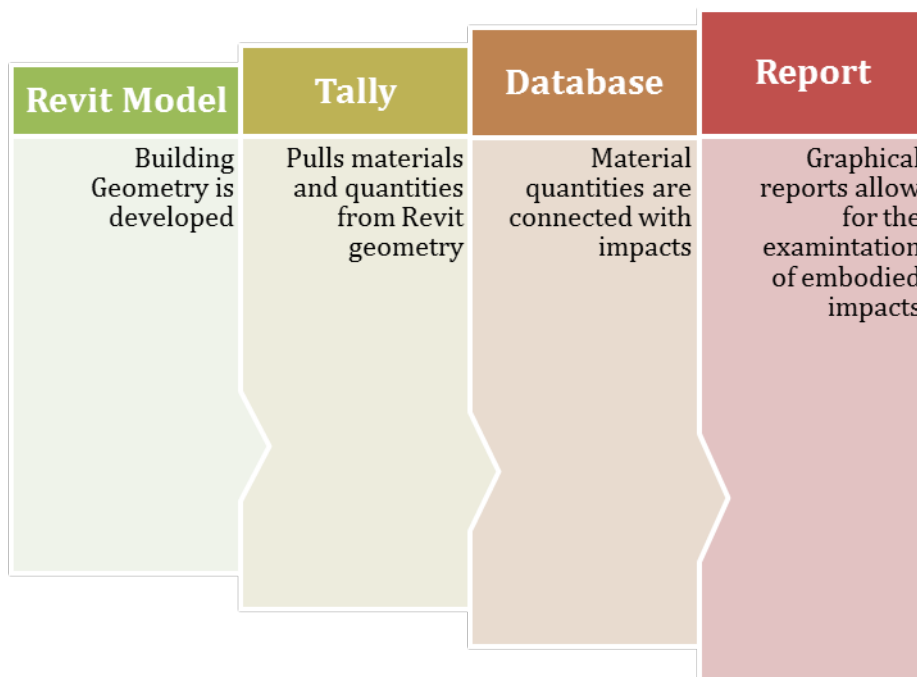 Revit Model
Building
Geometry is
developed
Tally
Pulls materials
and quantities
from Revit
geometry
Database
Material
quantities are
connected with
impacts
Report
Graphical
reports allow
for the
examintation
of embodied
impacts